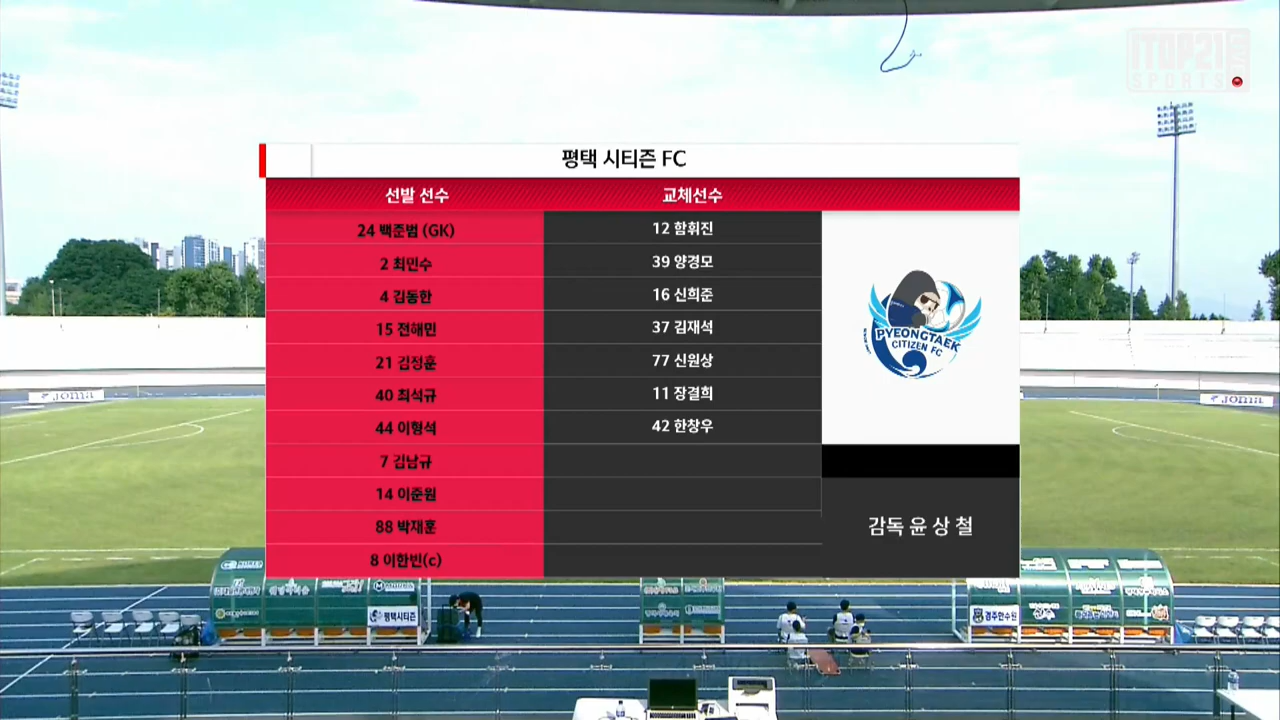 TOP21
SPORTS
평택 시티즌 FC
선발 선수
교체선수
24 백준범 (GK)
12 함휘진
2 최민수
39 양경모
4 김동한
16 신희준
15 전해민
37 김재석
21 김정훈
77 신원상
40 최석규
11 장결희
44 이형석
42 한창우
7 김남규
14 이준원
88 박재훈
8 이한빈(c)
PYEONGTAEK
CITIZEN FC
감독 윤 상 철
Joma
Joma
평택시티즌
경주한수원